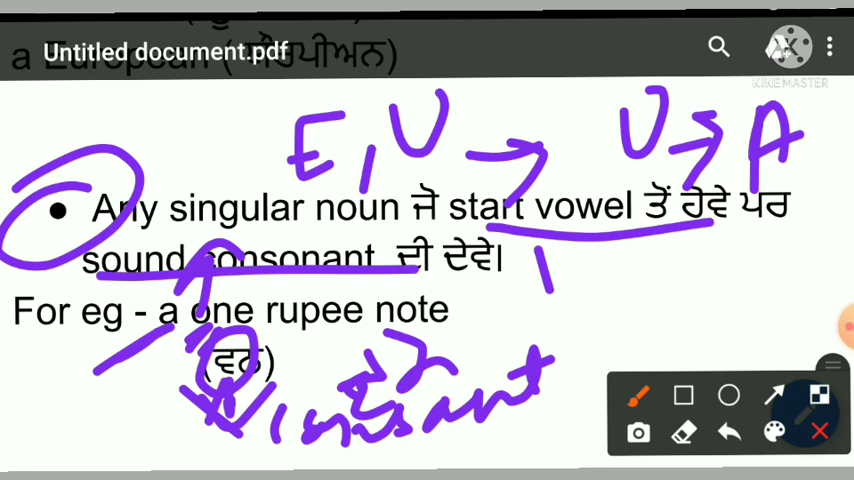 Untitled document.pdf
KINEMASTER
a European (ਯੌਰਪੀਅਨ)
E, U → U → A
● Any singular noun ਜੋ start vowel ਤੋਂ ਹੋਵੇ ਪਰ
sound consonant ਦੀ ਦੇਵੇ।
For eg - a one rupee note
(ਵਨ)